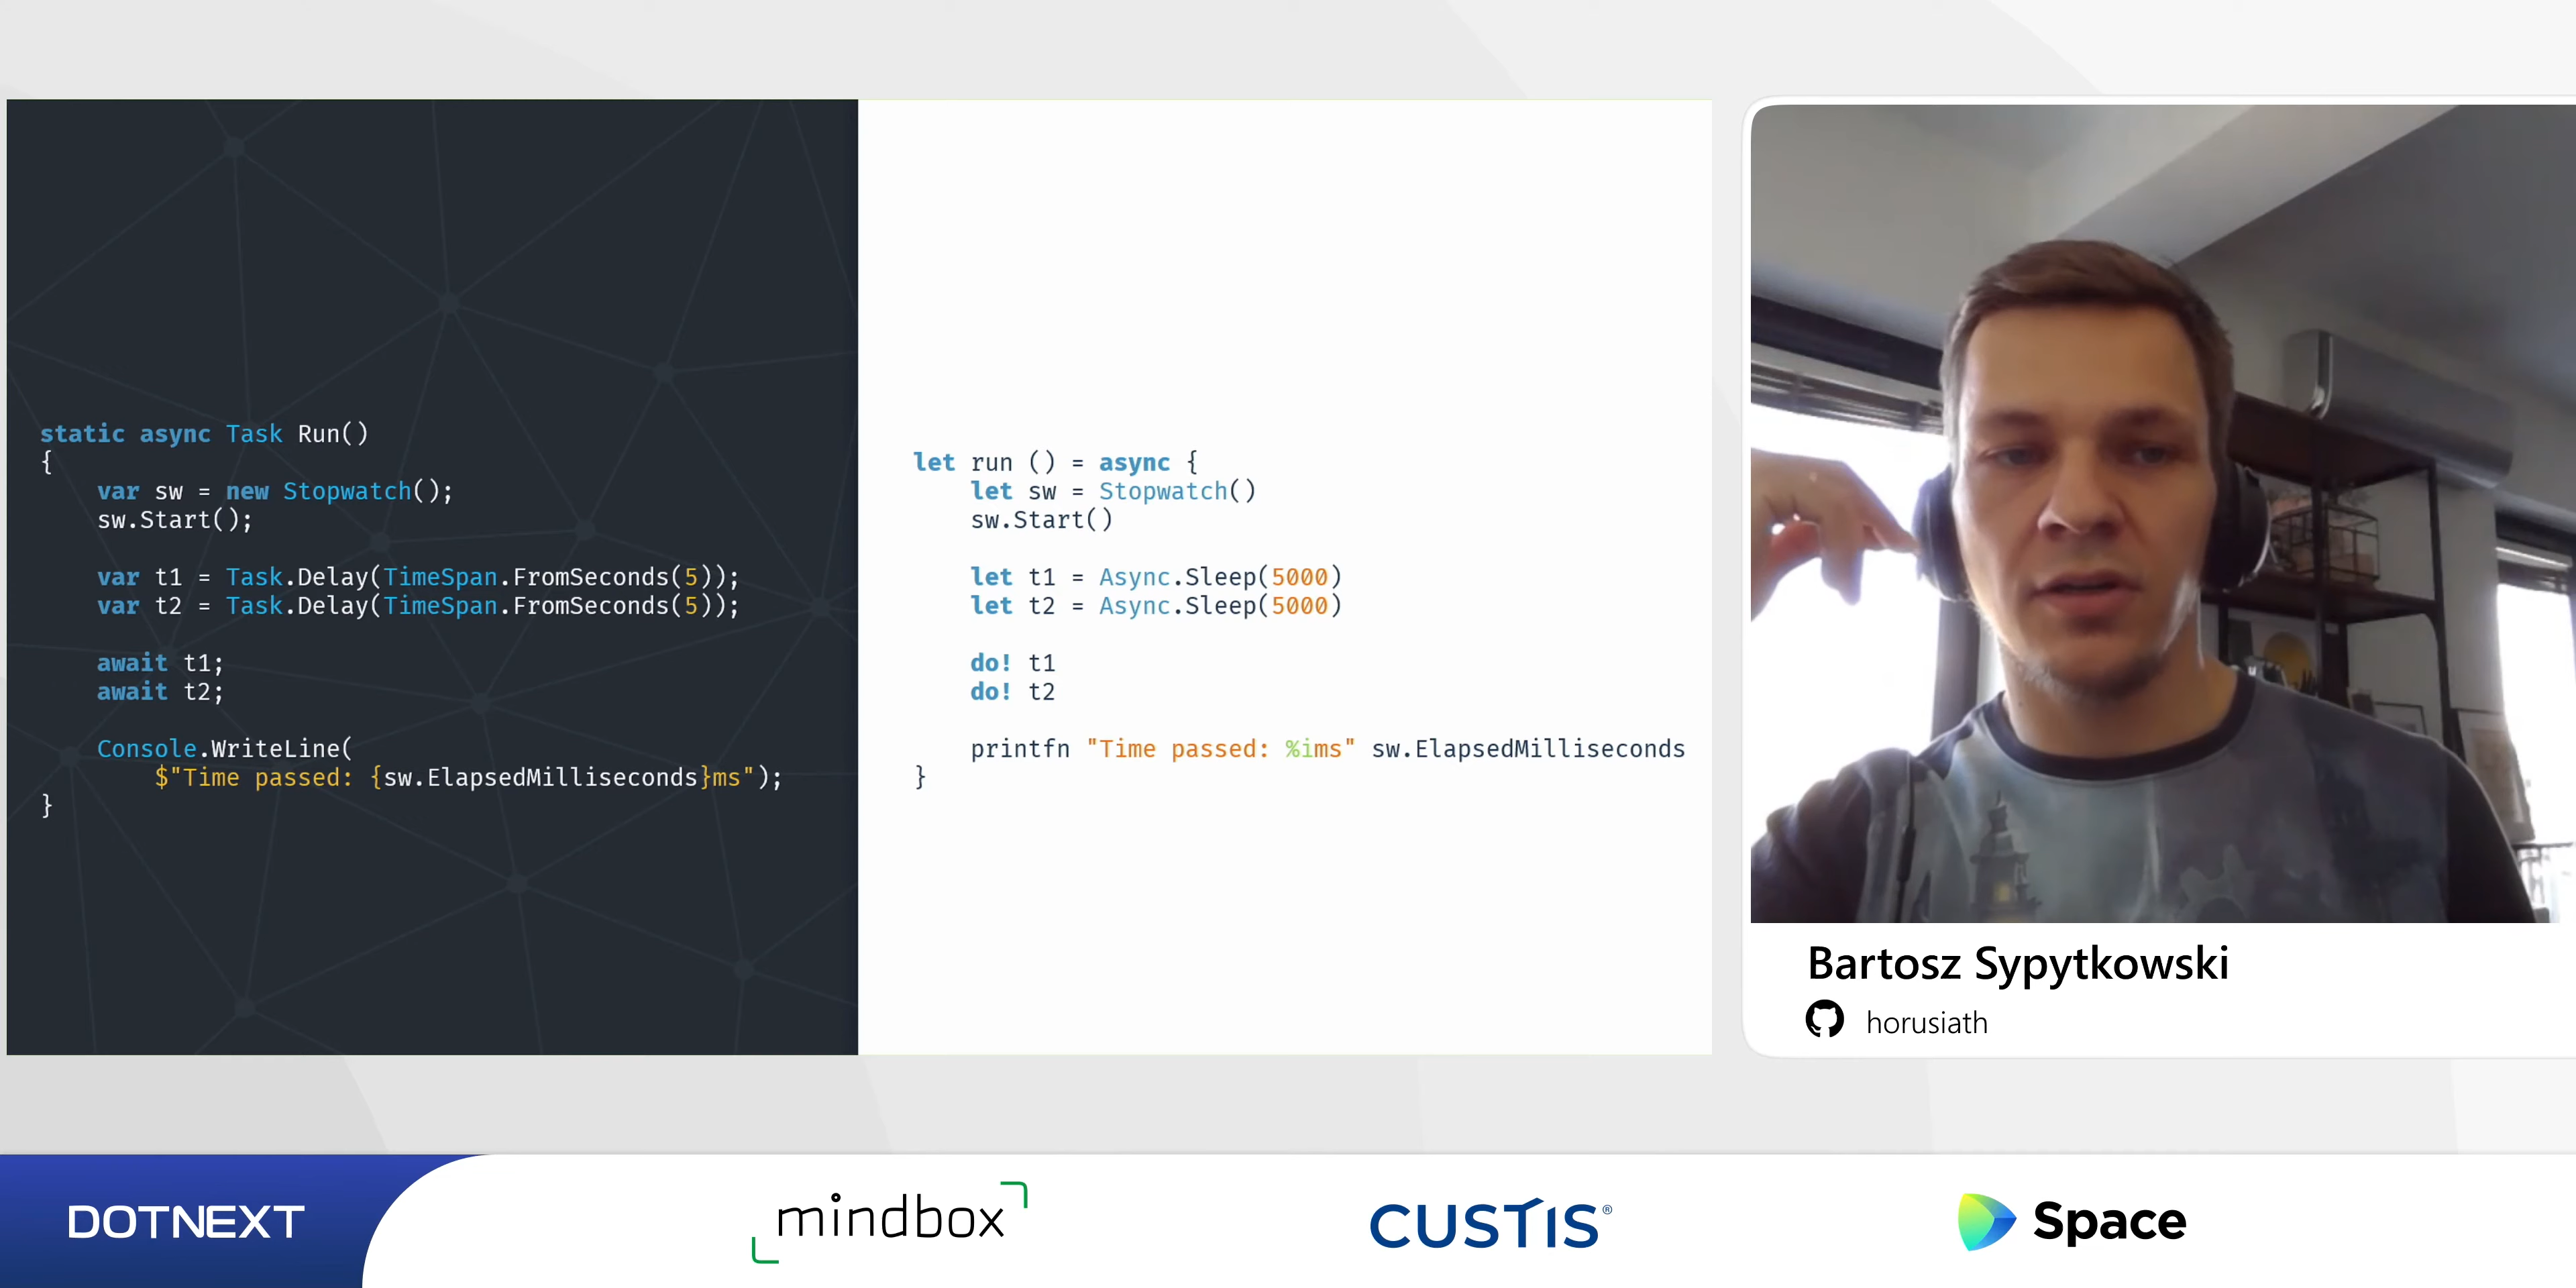 static async Task Run()
{
    var sw = new Stopwatch();
    sw.Start();

    var t1 = Task.Delay(TimeSpan.FromSeconds(5));
    var t2 = Task.Delay(TimeSpan.FromSeconds(5));

    await t1;
    await t2;

    Console.WriteLine(
        $"Time passed: {sw.ElapsedMilliseconds}ms");
}
let run () = async {
    let sw = Stopwatch()
    sw.Start()

    let t1 = Async.Sleep(5000)
    let t2 = Async.Sleep(5000)

    do! t1
    do! t2

    printfn "Time passed: %ims" sw.ElapsedMilliseconds
}
Bartosz Sypytkowski
horusiath
DOTNEXT
mindbox
CUSTIS®
Space